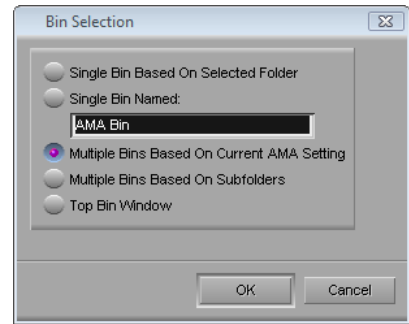 Bin Selection
Single Bin Based On Selected Folder
Single Bin Named:
AMA Bin
Multiple Bins Based On Current AMA Setting
Multiple Bins Based On Subfolders
Top Bin Window
OK Cancel